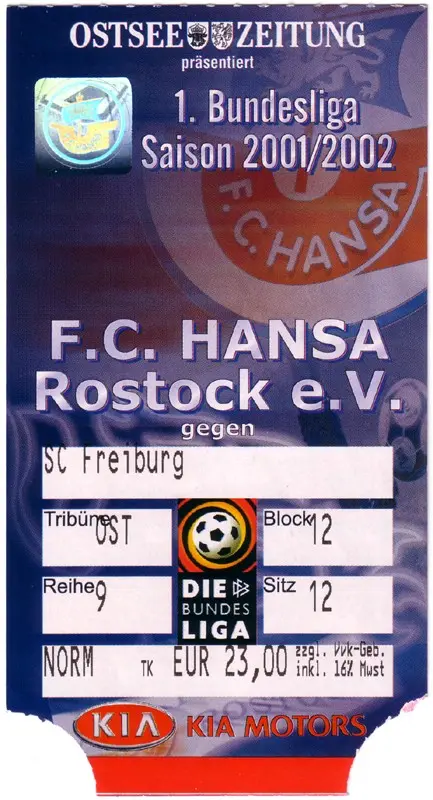 OSTSEE ZEITUNG
präsentiert
1. Bundesliga
Saison 2001/2002
F.C. HANSA
F.C. HANSA
Rostock e.V.
gegen
SC Freiburg
Tribüne OST
Block 12
Reihe 9
DIE
BUNDES
LIGA
Sitz 12
NORM TK EUR 23,00 zzgl. Vvk-Geb.
inkl. 16% Mwst
KIA KIA MOTORS